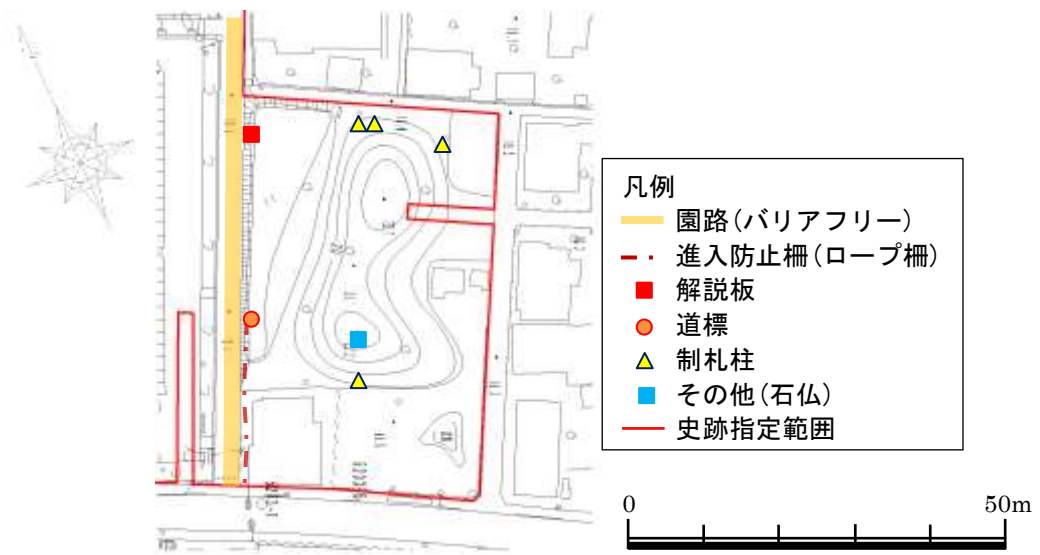 凡例
園路(バリアフリー)
進入防止柵(ロープ柵)
解説板
道標
制札柱
その他(石仏)
史跡指定範囲
0 50m